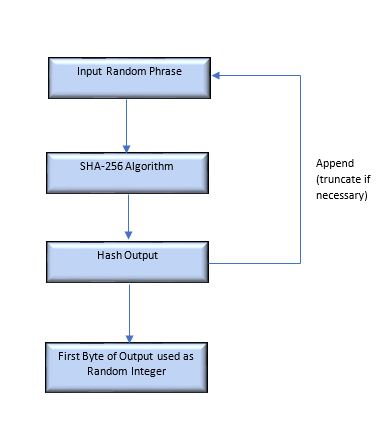 Input Random Phrase
SHA-256 Algorithm
Hash Output
Append
(truncate if
necessary)
First Byte of Output used as
Random Integer